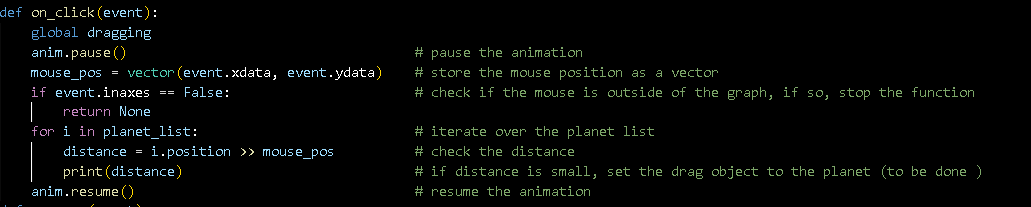 def on_click(event):
    global dragging
    anim.pause()                                    # pause the animation
    mouse_pos = vector(event.xdata, event.ydata)    # store the mouse position as a vector
    if event.inaxes == False:                       # check if the mouse is outside of the graph, if so, stop the function
        return None
    for i in planet_list:                           # iterate over the planet list
        distance = i.position >> mouse_pos          # check the distance
        print(distance)                             # if distance is small, set the drag object to the planet (to be done )
    anim.resume()                                   # resume the animation